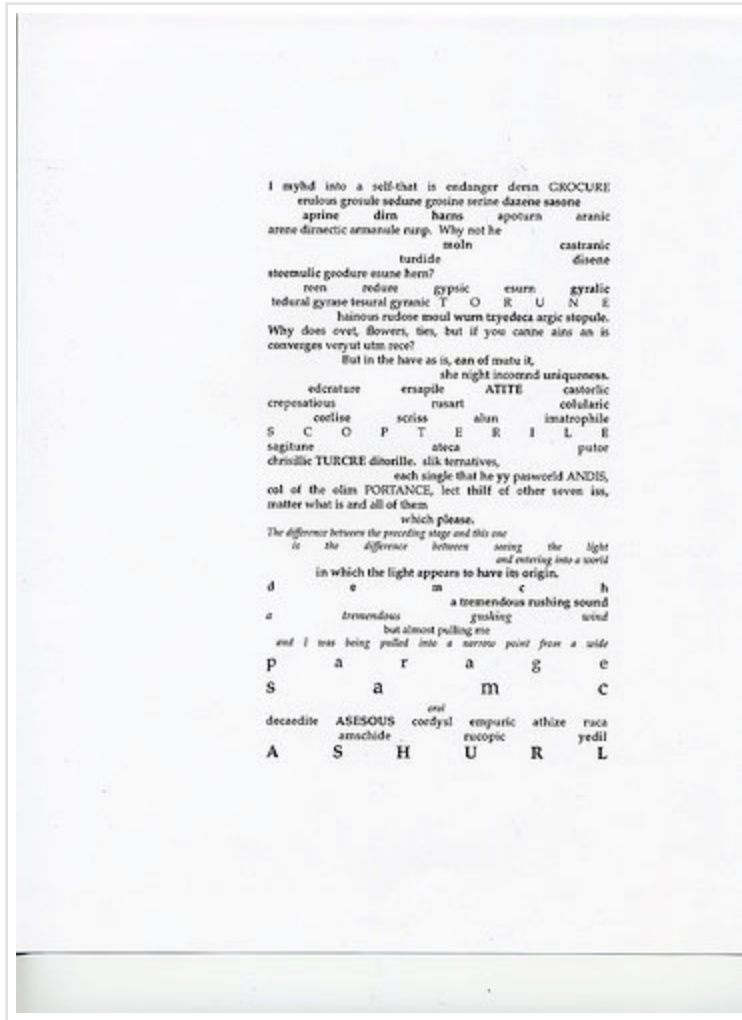 I myhd into a self-that is endanger dersn GROCURE
erulous grosule sedune grosine serine dazene sasone
aprine dirn harns apoturn aranic
arene dirnectic armanule runp. Why not he
moln castranic
turdide disene
steemulic geodure esune hern?
reen redure gypsic esurn gyralic
tedural gyrase tesural gyranic T O R U N E
hainous rudose moul wurn tzyedeca argic stopule.
Why does ovet, flowers, ties, but if you canne ains an is
converges veryut utm rece?
But in the have as is, ean of mutu it,
she night incomnd uniqueness.
edcrature ersapile ATITE castorlic
creposatious rusart colularic
corlise scriss alun imatrophile
S C O P T E R I L E
sagitune ateca putor
chrisillic TURCRE ditorille. slik ternatives,
each single that he yy pasworld ANDIS,
col of the olim PORTANCE, lect thilf of other seven iss,
matter what is and all of them
which please.
The difference between the preceding stage and this one
is the difference between seeing the light
and entering into a world
in which the light appears to have its origin.
d e m c h
a tremendous rushing sound
a tremendous gushing wind
but almost pulling me
and I was being pulled into a narrow point from a wide
p a r a g e
s a m c
oral
decaedite ASESOUS cordysl empuric athize ruca
amschide rucopic yedil
A S H U R L